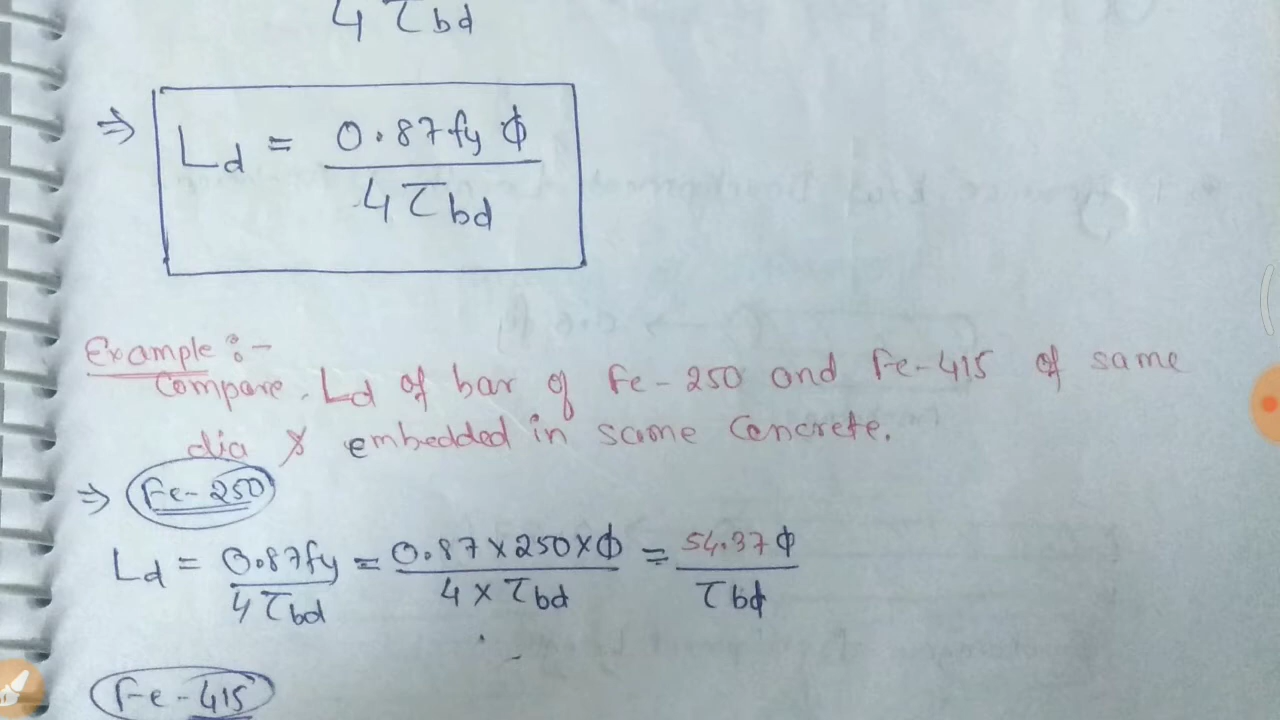 4 τbd
⇒ Ld = 0.87fy ϕ / 4 τbd
Example :-
Compare. Ld of bar of Fe-250 and Fe-415 of same
dia & embedded in same Concrete.
⇒ Fe-250
Ld = 0.87fy / 4 τbd = 0.87×250×ϕ / 4 × τbd = 54.37 ϕ / τbd
Fe-415